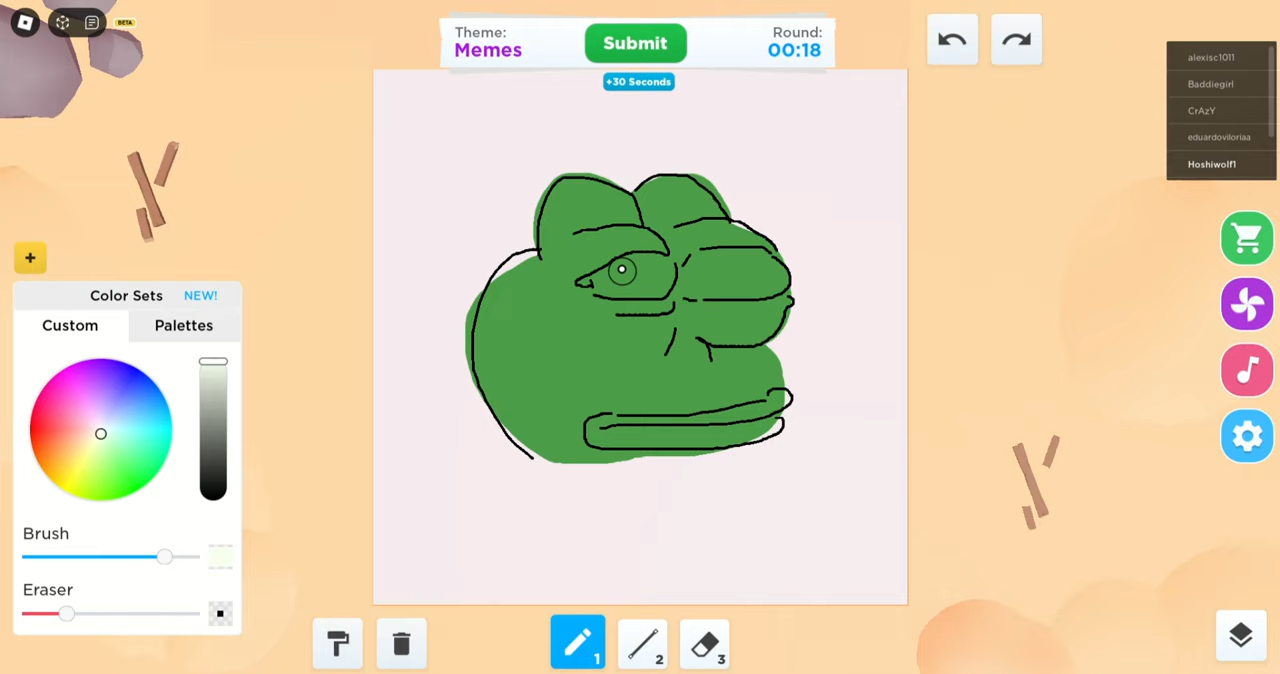 BETA
Theme:
Memes
Submit
Round:
00:18
+30 Seconds
alexisc1011
Baddiegirl
CrAzY
eduardoviloriaa
Hoshiwolf1
+
Color Sets
NEW!
Custom
Palettes
Brush
Eraser
1
2
3